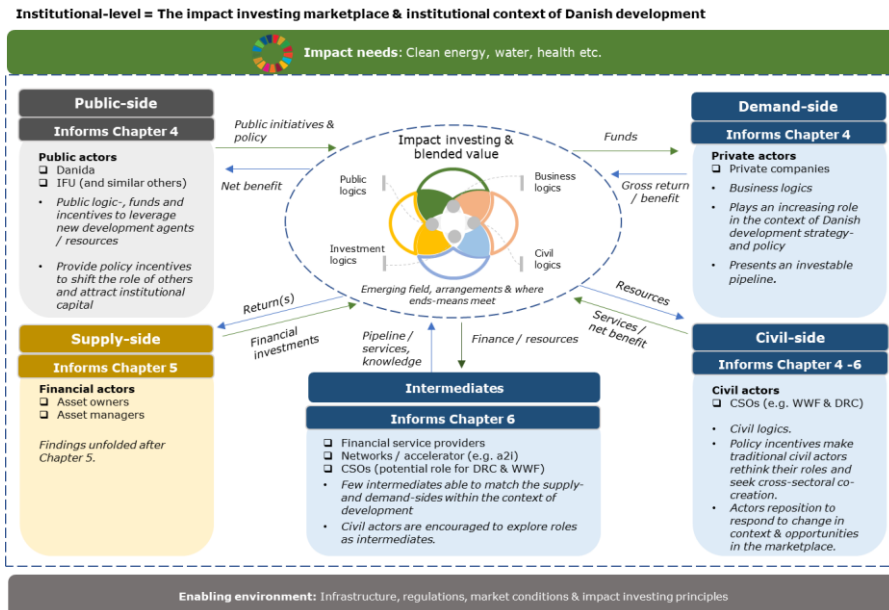 Institutional-level = The impact investing marketplace & institutional context of Danish development
Impact needs: Clean energy, water, health etc.
Public-side
Informs Chapter 4
Public actors
❑ Danida
❑ IFU (and similar others)
• Public logic-, funds and
incentives to leverage
new development agents
/ resources
• Provide policy incentives
to shift the role of others
and attract institutional
capital
Public initiatives &
policy
Net benefit
Impact investing &
blended value
Public
logics
Business
logics
Investment
logics
Civil
logics
Emerging field, arrangements & where
ends-means meet
Funds
Gross return
/ benefit
Demand-side
Informs Chapter 4
Private actors
❑ Private companies
• Business logics
• Plays an increasing role
in the context of Danish
development strategy-
and policy
• Presents an investable
pipeline.
Return(s)
Financial
investments
Pipeline /
services,
knowledge
Finance / resources
Resources
Services/
net benefit
Supply-side
Informs Chapter 5
Financial actors
❑ Asset owners
❑ Asset managers
Findings unfolded after
Chapter 5.
Intermediates
Informs Chapter 6
❑ Financial service providers
❑ Networks / accelerator (e.g. a2i)
❑ CSOs (potential role for DRC & WWF)
• Few intermediates able to match the supply-
and demand-sides within the context of
development
• Civil actors are encouraged to explore roles
as intermediates.
Civil-side
Informs Chapter 4 -6
Civil actors
❑ CSOs (e.g. WWF & DRC)
• Civil logics.
• Policy incentives make
traditional civil actors
rethink their roles and
seek cross-sectoral co-
creation.
• Actors reposition to
respond to change in
context & opportunities
in the marketplace.
Enabling environment: Infrastructure, regulations, market conditions & impact investing principles